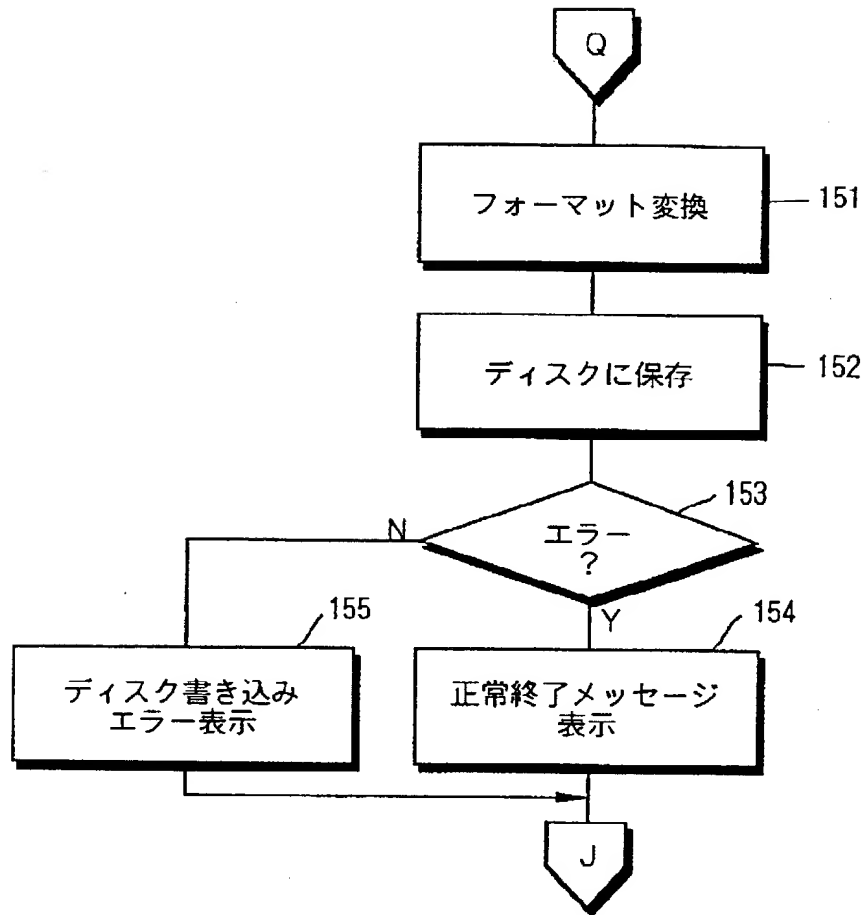 Q
フォーマット変換
151
ディスクに保存
152
153
エラー
?
N
Y
155
154
ディスク書き込み
エラー表示
正常終了メッセージ
表示
J